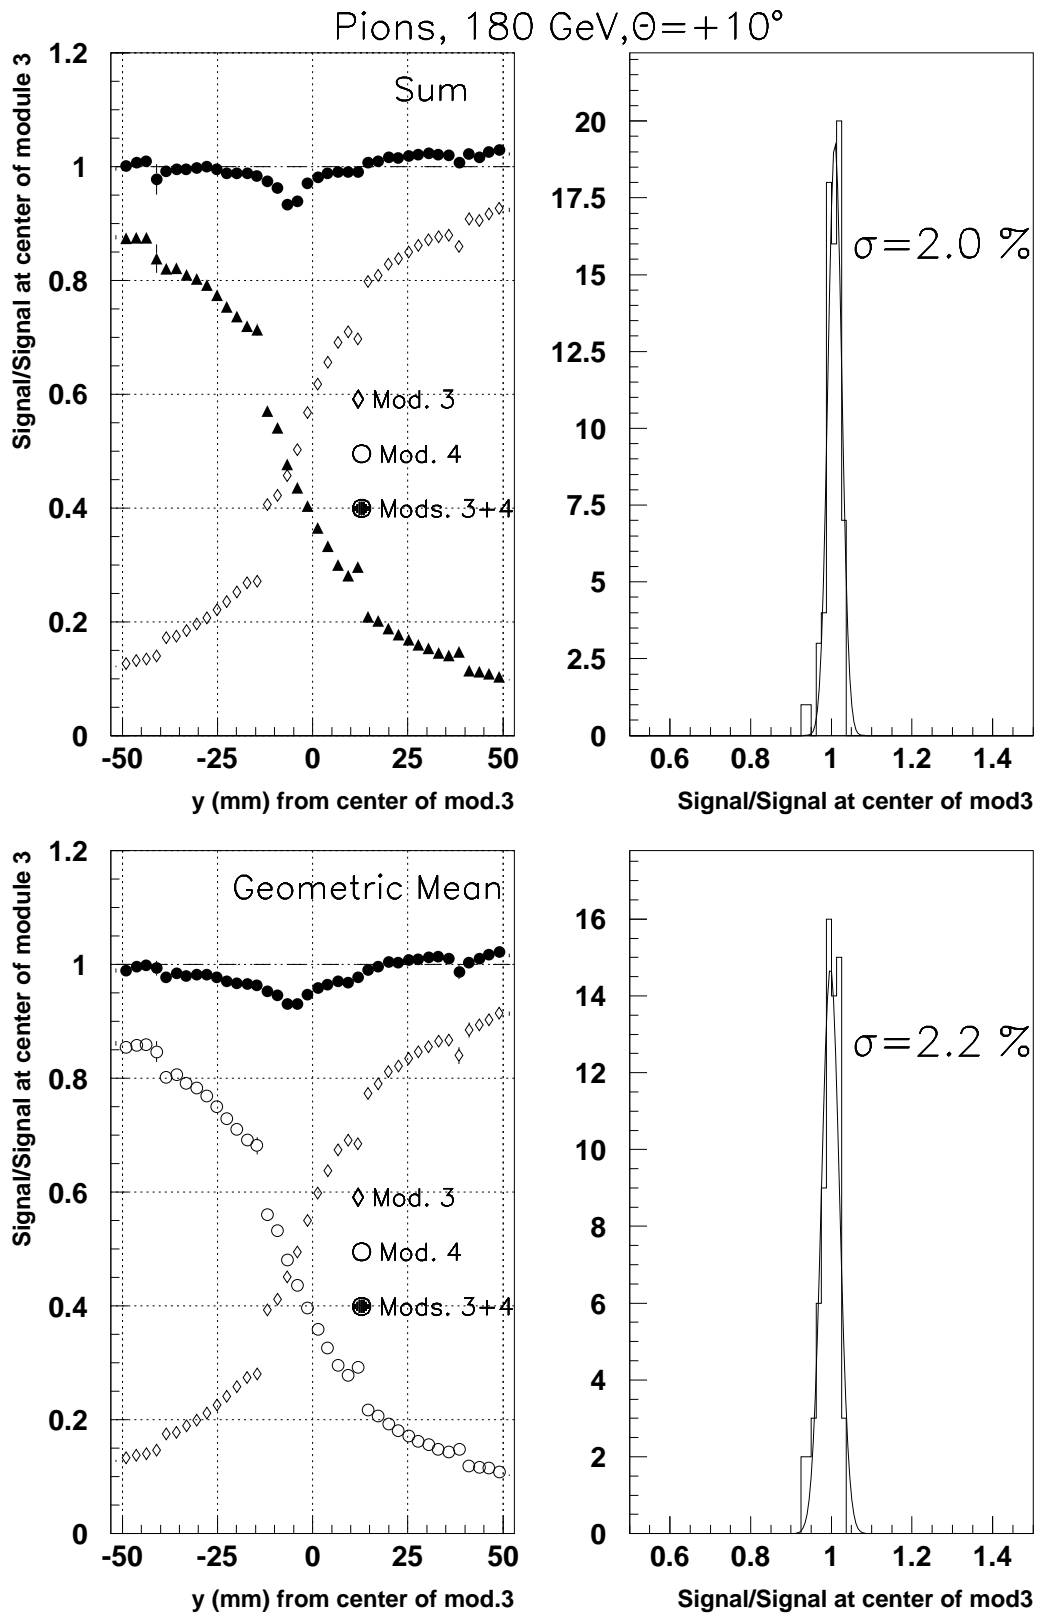 Pions, 180 GeV,Θ=+10°
Signal/Signal at center of module 3
1.2
1
0.8
0.6
0.4
0.2
0
Sum
Mod. 3
Mod. 4
Mods. 3+4
-50 -25 0 25 50
y (mm) from center of mod.3
20
17.5
15
12.5
10
7.5
5
2.5
0
σ=2.0 %
0.6 0.8 1 1.2 1.4
Signal/Signal at center of mod3
Signal/Signal at center of module 3
1.2
1
0.8
0.6
0.4
0.2
0
Geometric Mean
Mod. 3
Mod. 4
Mods. 3+4
-50 -25 0 25 50
y (mm) from center of mod.3
16
14
12
10
8
6
4
2
0
σ=2.2 %
0.6 0.8 1 1.2 1.4
Signal/Signal at center of mod3